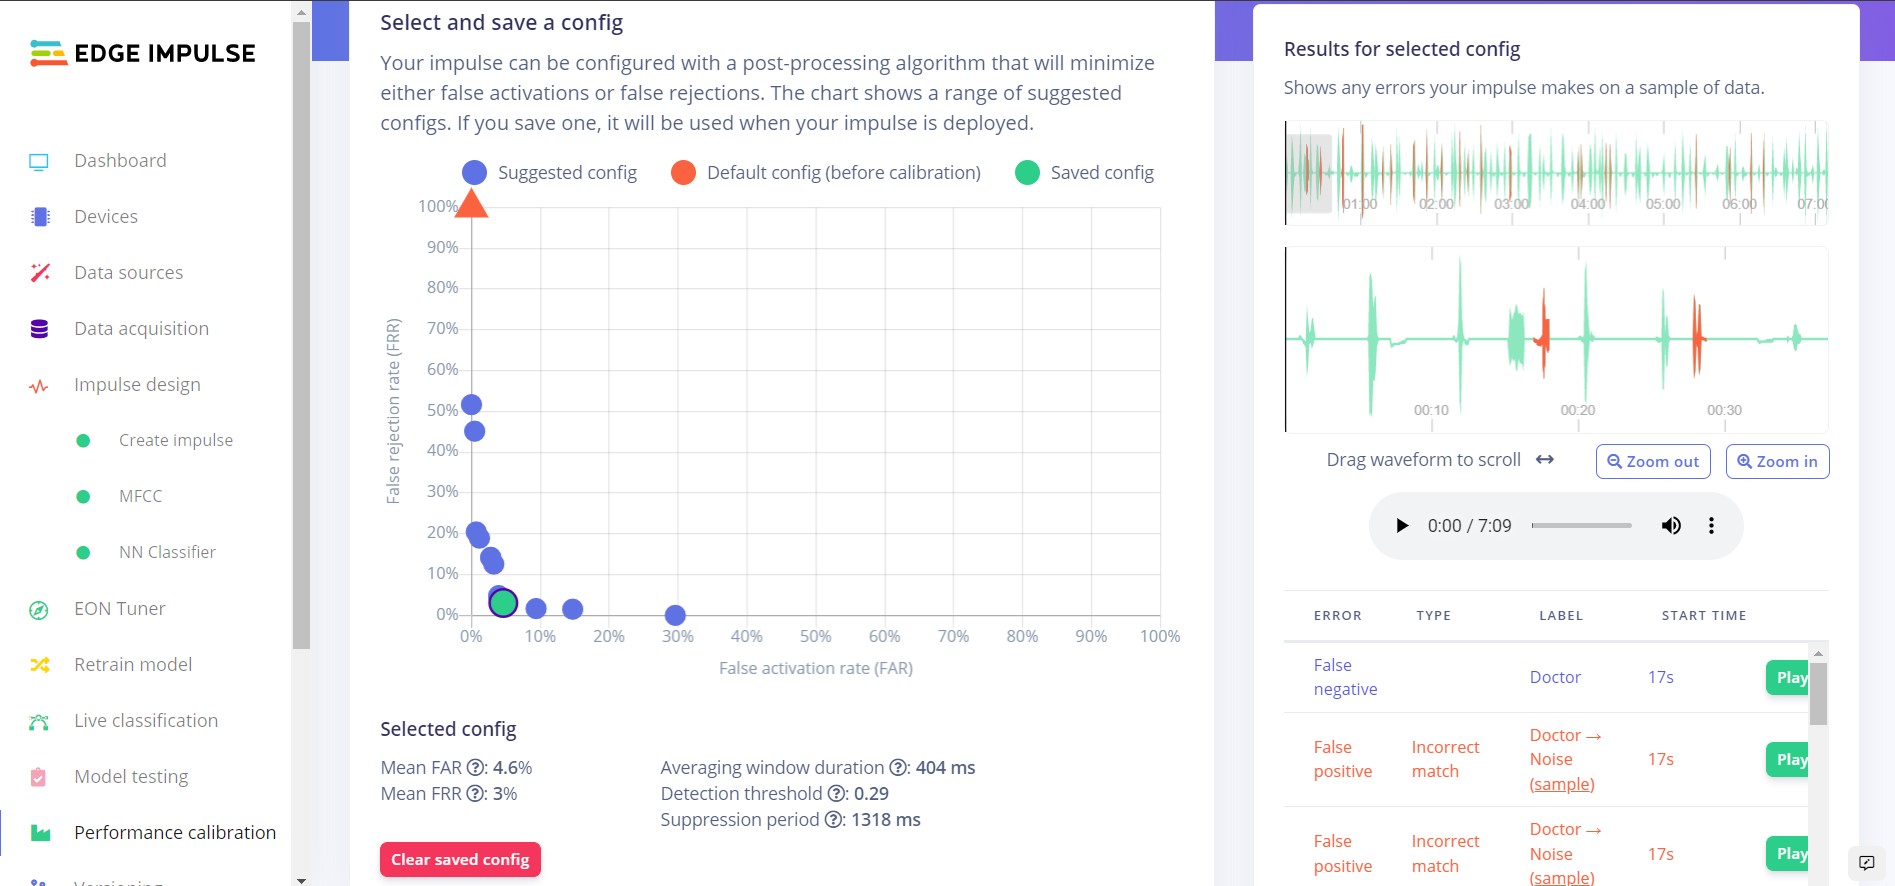 EDGE IMPULSE
Dashboard
Devices
Data sources
Data acquisition
Impulse design
Create impulse
MFCC
NN Classifier
EON Tuner
Retrain model
Live classification
Model testing
Performance calibration
Versioning
Select and save a config
Your impulse can be configured with a post-processing algorithm that will minimize
either false activations or false rejections. The chart shows a range of suggested
configs. If you save one, it will be used when your impulse is deployed.
Suggested config
Default config (before calibration)
Saved config
False rejection rate (FRR)
100%
90%
80%
70%
60%
50%
40%
30%
20%
10%
0%
0% 10% 20% 30% 40% 50% 60% 70% 80% 90% 100%
False activation rate (FAR)
Selected config
Mean FAR ?: 4.6%
Mean FRR ?: 3%
Averaging window duration ?: 404 ms
Detection threshold ?: 0.29
Suppression period ?: 1318 ms
Clear saved config
Results for selected config
Shows any errors your impulse makes on a sample of data.
01:00 02:00 03:00 04:00 05:00 06:00 07:00
00:10 00:20 00:30
Drag waveform to scroll
Zoom out
Zoom in
0:00 / 7:09
ERROR TYPE LABEL START TIME
False
negative
Doctor
17s
Play
False
positive
Incorrect
match
Doctor →
Noise
(sample)
17s
Play
False
positive
Incorrect
match
Doctor →
Noise
(sample)
17s
Play